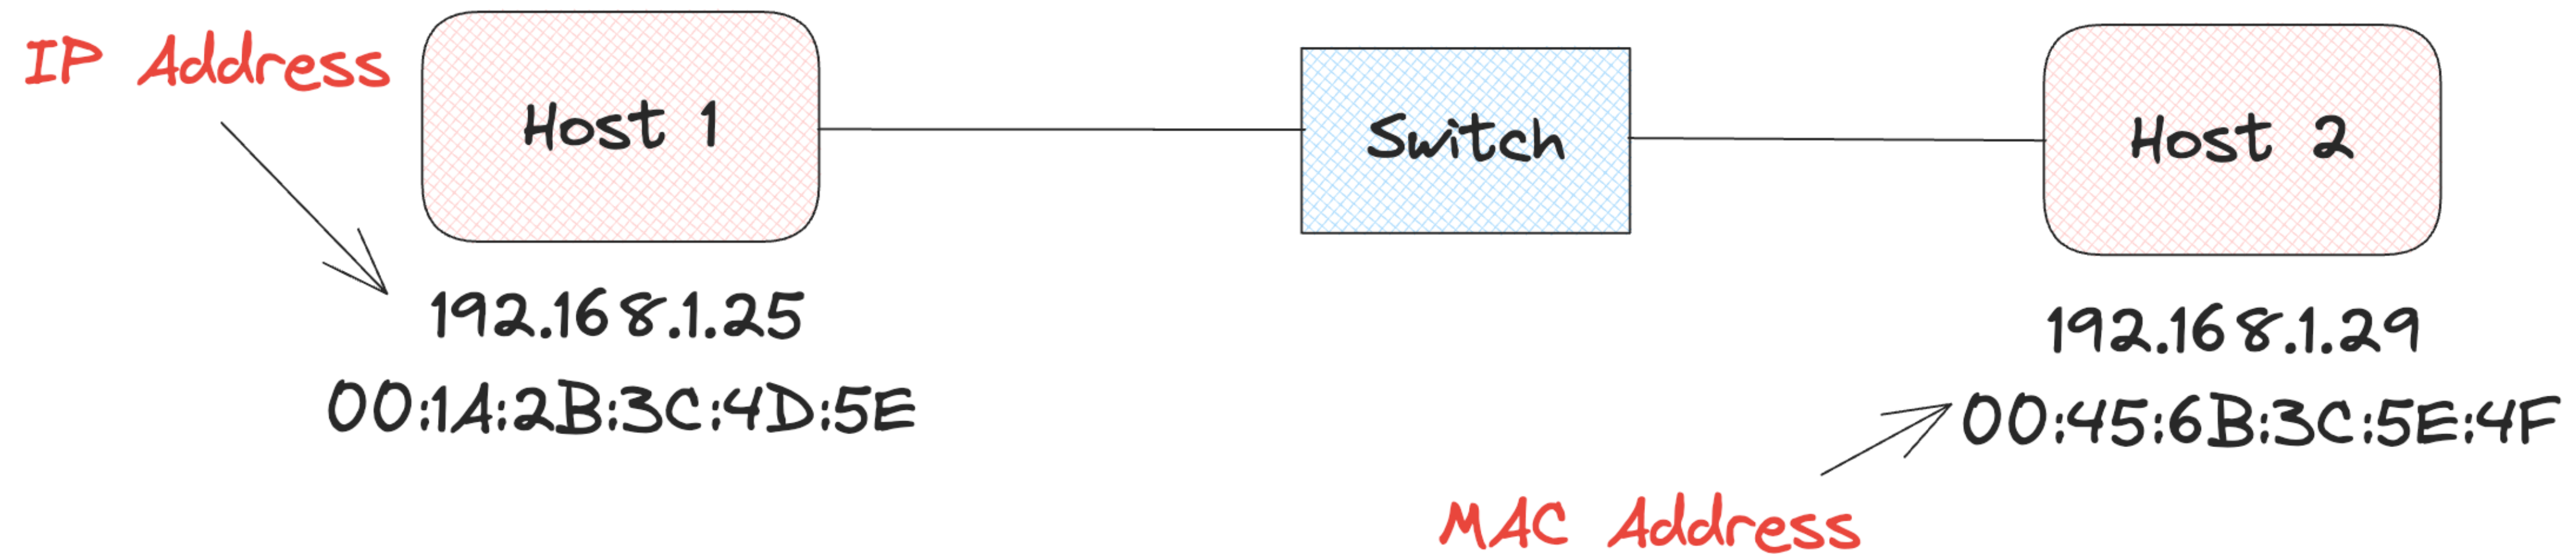 IP Address
Host 1
Switch
Host 2
192.168.1.25
192.168.1.29
00:1A:2B:3C:4D:5E
00:45:6B:3C:5E:4F
MAC Address